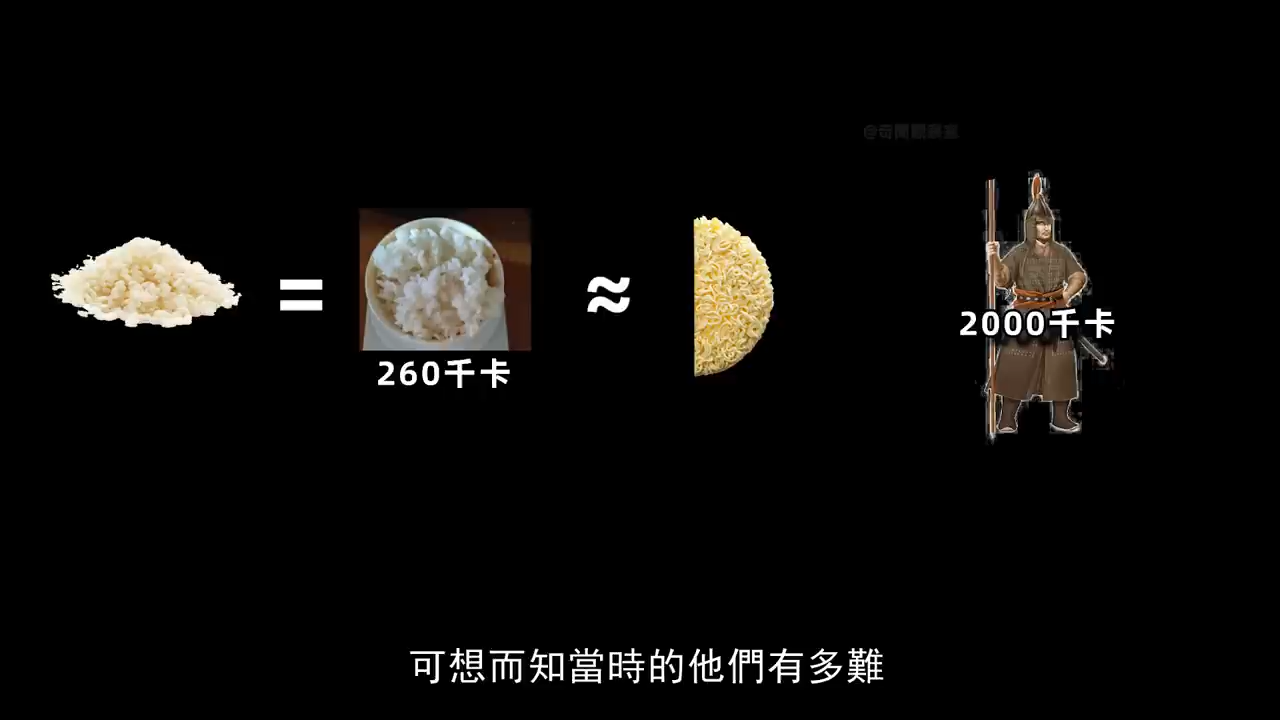 =
≈
260千卡
2000千卡
可想而知當時的他們有多難